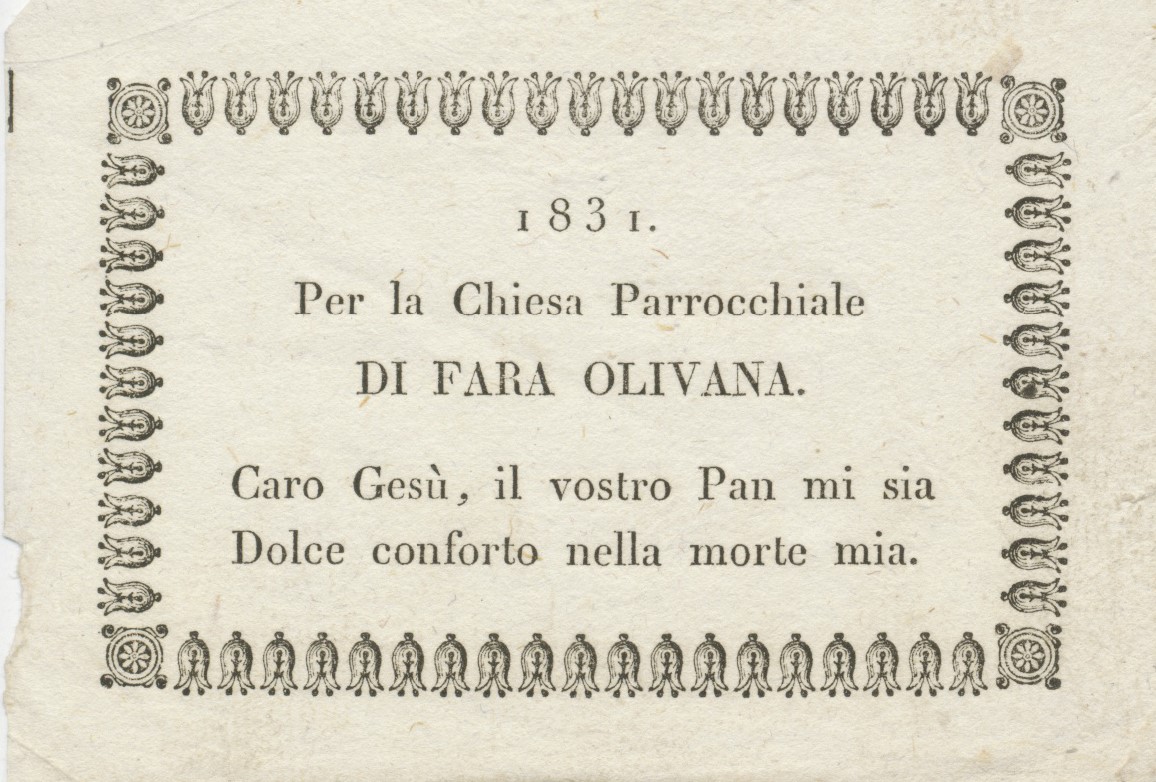 1831.
Per la Chiesa Parrocchiale
DI FARA OLIVANA.
Caro Gesù, il vostro Pan mi sia
Dolce conforto nella morte mia.